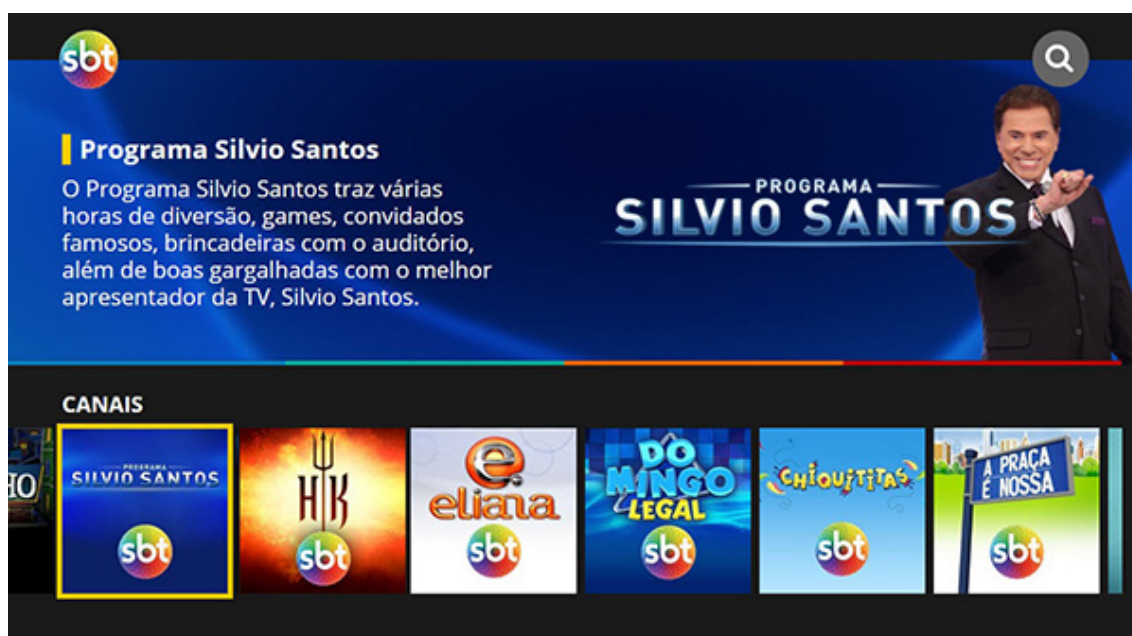 sbt
Programa Silvio Santos
O Programa Silvio Santos traz várias
horas de diversão, games, convidados
famosos, brincadeiras com o auditório,
além de boas gargalhadas com o melhor
apresentador da TV, Silvio Santos.
PROGRAMA
SILVIO SANTOS
CANAIS
HO
PROGRAMA
SILVIO SANTOS
sbt
HK
sbt
e
eliana
sbt
DO
MINGO
LEGAL
sbt
CHIQUITITAS
sbt
A PRAÇA
É NOSSA
sbt